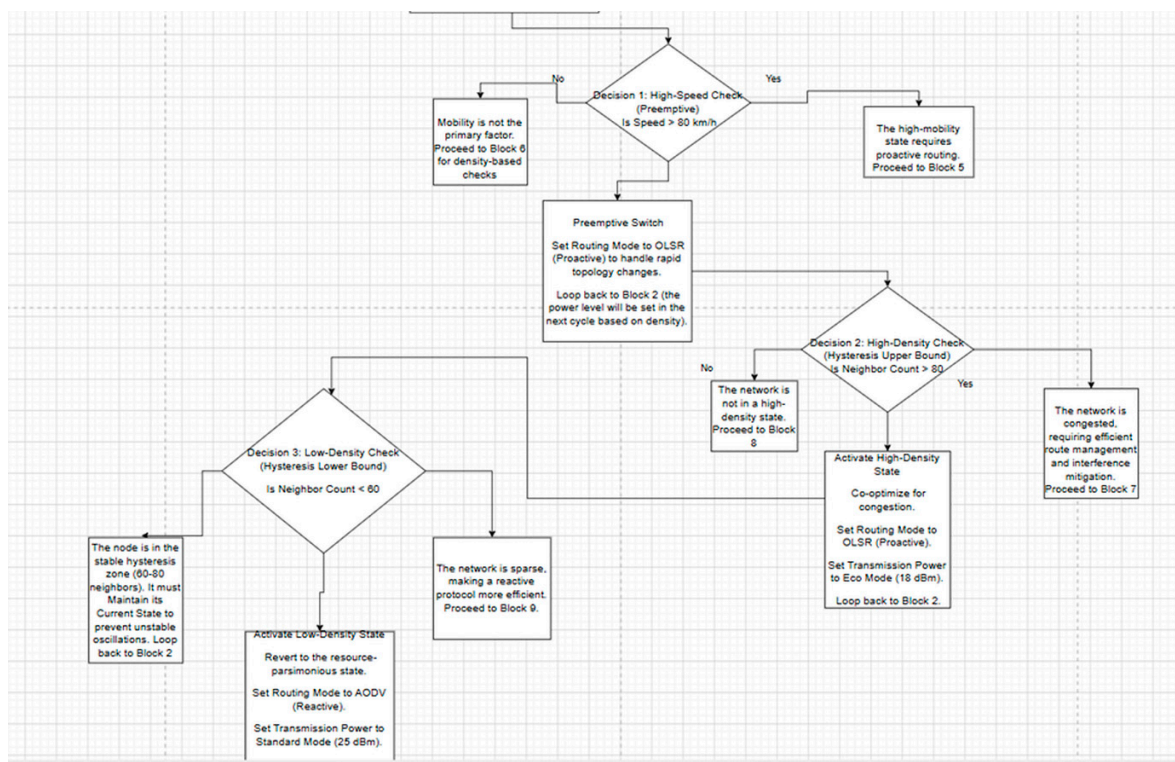 No
Yes
Decision 1: High-Speed Check
(Preemptive)
Is Speed > 80 km/h
Mobility is not the
primary factor.
Proceed to Block 6
for density-based
checks
The high-mobility
state requires
proactive routing.
Proceed to Block 5
Preemptive Switch
Set Routing Mode to OLSR
(Proactive) to handle rapid
topology changes.
Loop back to Block 2 (the
power level will be set in the
next cycle based on density).
Decision 2: High-Density Check
(Hysteresis Upper Bound)
Is Neighbor Count > 80
No
Yes
The network is
not in a high-
density state.
Proceed to Block
8
The network is
congested,
requiring efficient
route management
and interference
mitigation.
Proceed to Block 7
Activate High-Density
State
Co-optimize for
congestion.
Set Routing Mode to
OLSR (Proactive).
Set Transmission Power
to Eco Mode (18 dBm).
Loop back to Block 2.
Decision 3: Low-Density Check
(Hysteresis Lower Bound)
Is Neighbor Count < 60
The node is in the
stable hysteresis
zone (60-80
neighbors). It must
Maintain its
Current State to
prevent unstable
oscillations. Loop
back to Block 2
The network is sparse,
making a reactive
protocol more efficient.
Proceed to Block 9.
Activate Low-Density State
Revert to the resource-
parsimonious state.
Set Routing Mode to AODV
(Reactive).
Set Transmission Power to
Standard Mode (25 dBm).